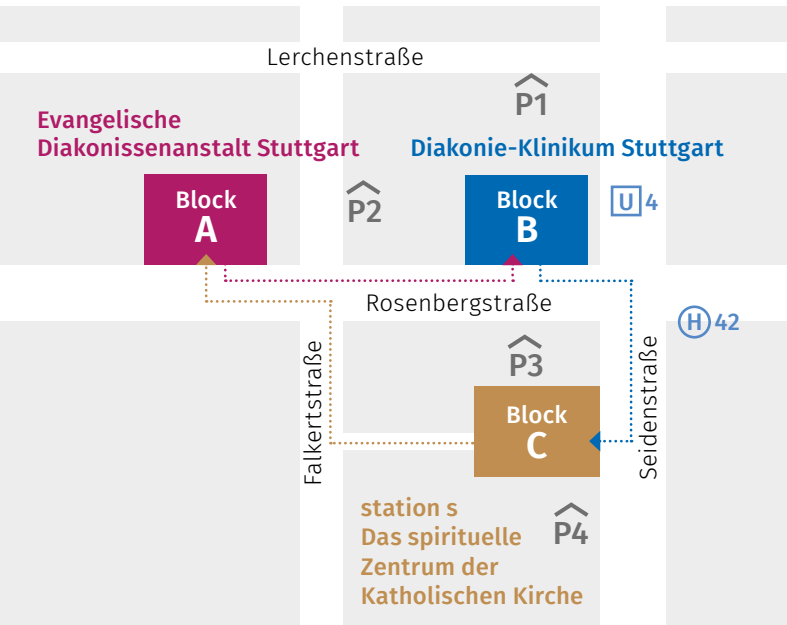 Lerchenstraße
P1
Evangelische
Diakonissenanstalt Stuttgart
Diakonie-Klinikum Stuttgart
Block
A
P2
Block
B
U 4
Rosenbergstraße
H 42
P3
Falkertstraße
Seidenstraße
Block
C
station s
Das spirituelle
Zentrum der
Katholischen Kirche
P4